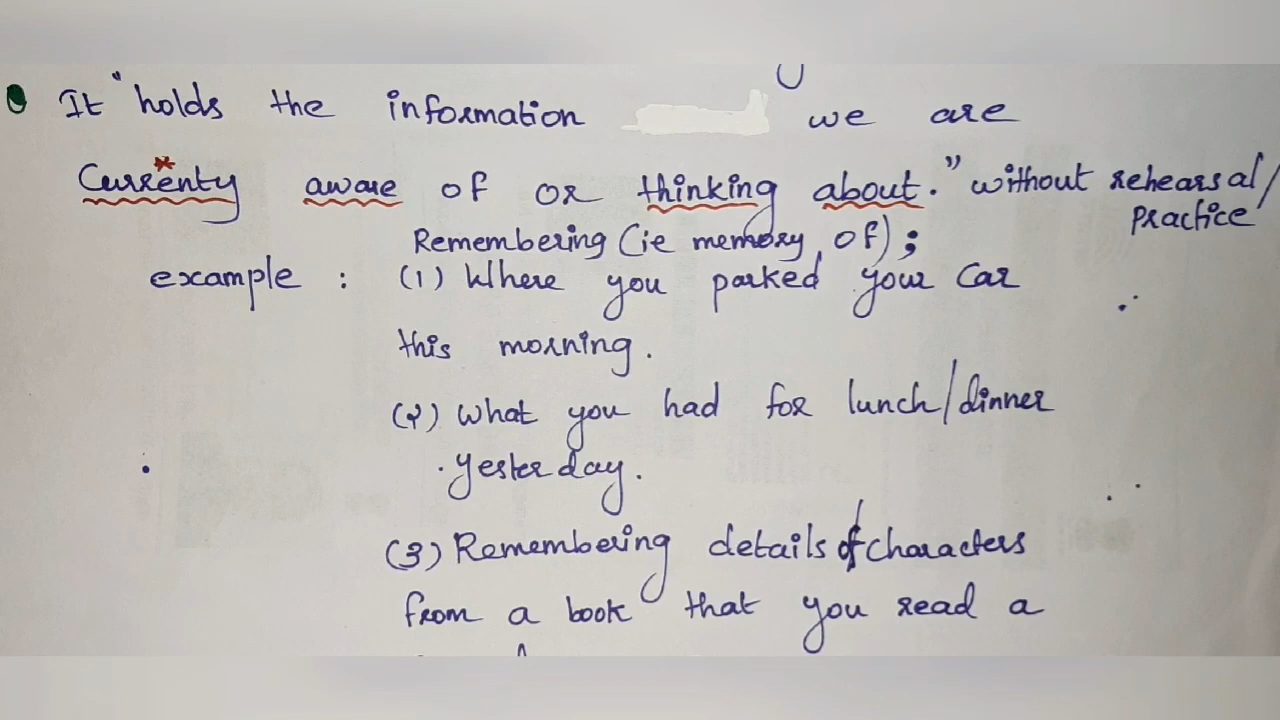 It "holds the information we are
Currenty aware of or thinking about." without rehearsal/
practice
Remembering (ie memory of);
example : (1) Where you parked your car
this morning.
(2) What you had for lunch/dinner
yesterday.
(3) Remembering details of characters
from a book that you read a